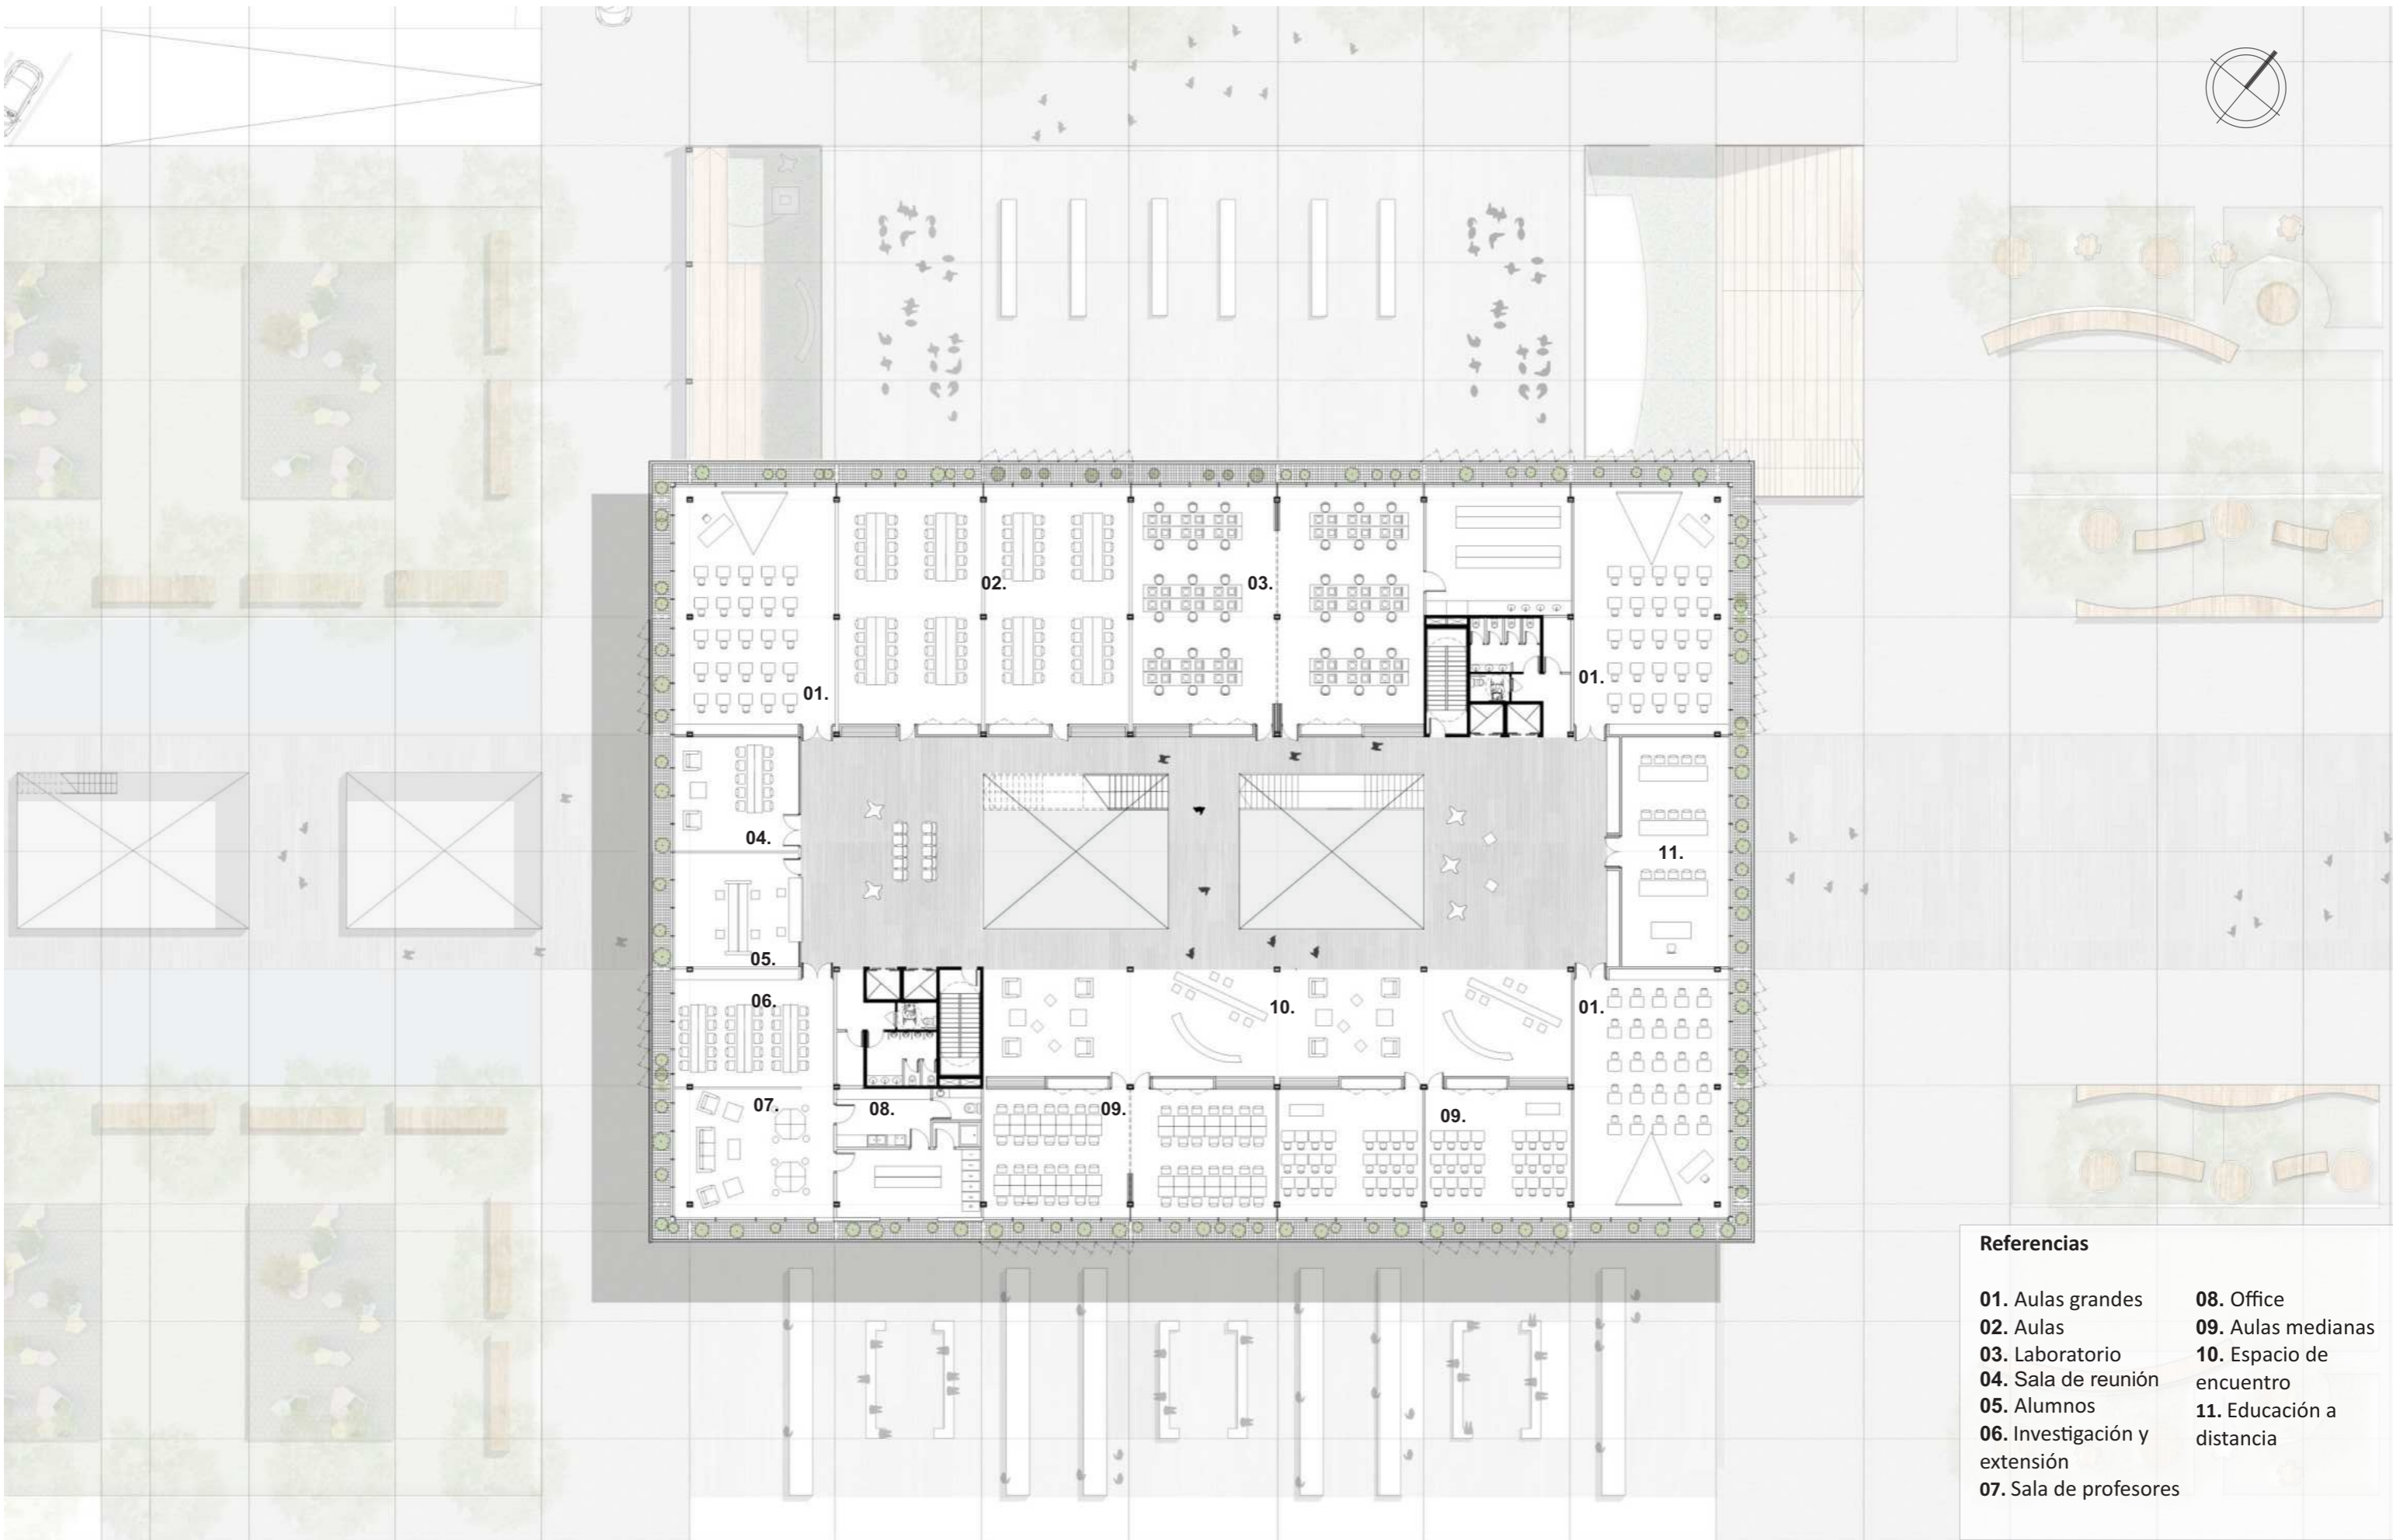 02.
03.
01.
01.
04.
11.
05.
06.
10.
01.
07.
08.
09.
09.
Referencias
01. Aulas grandes
02. Aulas
03. Laboratorio
04. Sala de reunión
05. Alumnos
06. Investigación y
extensión
07. Sala de profesores
08. Office
09. Aulas medianas
10. Espacio de
encuentro
11. Educación a
distancia